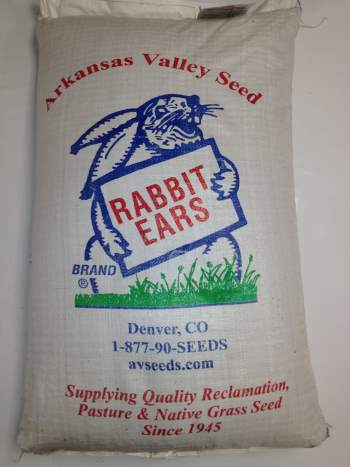 Arkansas Valley Seed
RABBIT
EARS
BRAND
®
Denver, CO
1-877-90-SEEDS
avseeds.com
Supplying Quality Reclamation,
Pasture & Native Grass Seed
Since 1945